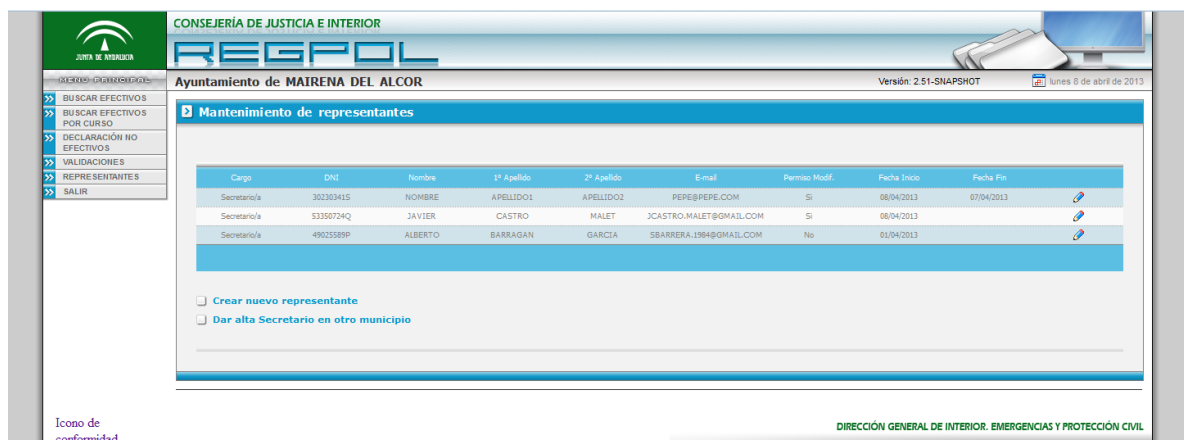 CONSEJERÍA DE JUSTICIA E INTERIOR
REGPOL
JUNTA DE ANDALUCIA
MENU PRINCIPAL
Ayuntamiento de MAIRENA DEL ALCOR
Versión: 2.51-SNAPSHOT
lunes 8 de abril de 2013
BUSCAR EFECTIVOS
BUSCAR EFECTIVOS
POR CURSO
DECLARACIÓN NO
EFECTIVOS
VALIDACIONES
REPRESENTANTES
SALIR
Mantenimiento de representantes
Cargo DNI Nombre 1º Apellido 2º Apellido E-mail Permiso Modif. Fecha Inicio Fecha Fin
Secretario/a 30230341S NOMBRE APELLIDO1 APELLIDO2 PEPE@PEPE.COM Si 08/04/2013 07/04/2013
Secretario/a 53350724Q JAVIER CASTRO MALET JCASTRO.MALET@GMAIL.COM Si 08/04/2013
Secretario/a 49025589P ALBERTO BARRAGAN GARCIA SBARRERA.1984@GMAIL.COM No 01/04/2013
Crear nuevo representante
Dar alta Secretario en otro municipio
Icono de
conformidad
DIRECCIÓN GENERAL DE INTERIOR. EMERGENCIAS Y PROTECCIÓN CIVIL